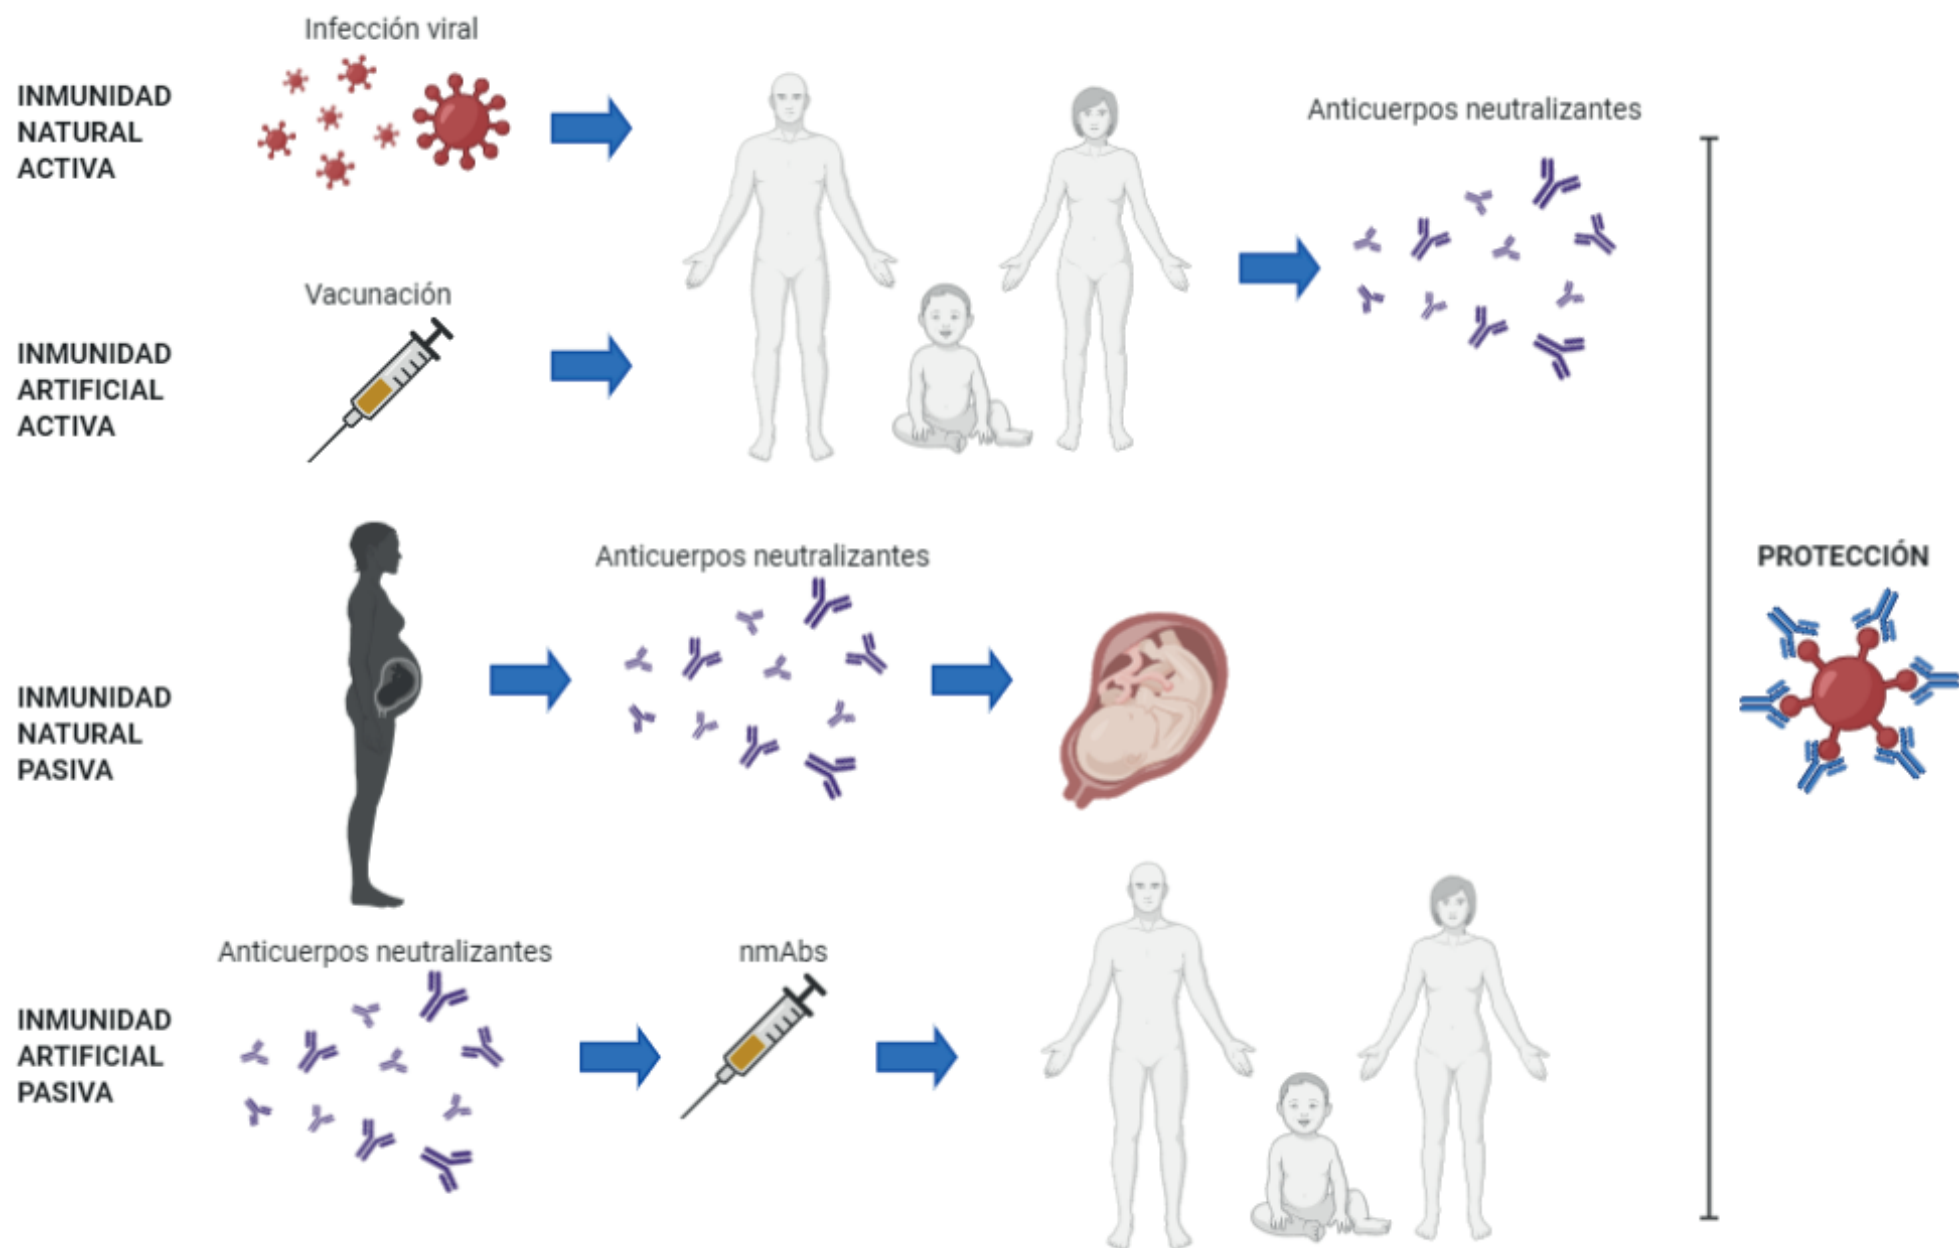 Infección viral
INMUNIDAD
NATURAL
ACTIVA
Anticuerpos neutralizantes
Vacunación
INMUNIDAD
ARTIFICIAL
ACTIVA
Anticuerpos neutralizantes
PROTECCIÓN
INMUNIDAD
NATURAL
PASIVA
Anticuerpos neutralizantes
nmAbs
INMUNIDAD
ARTIFICIAL
PASIVA